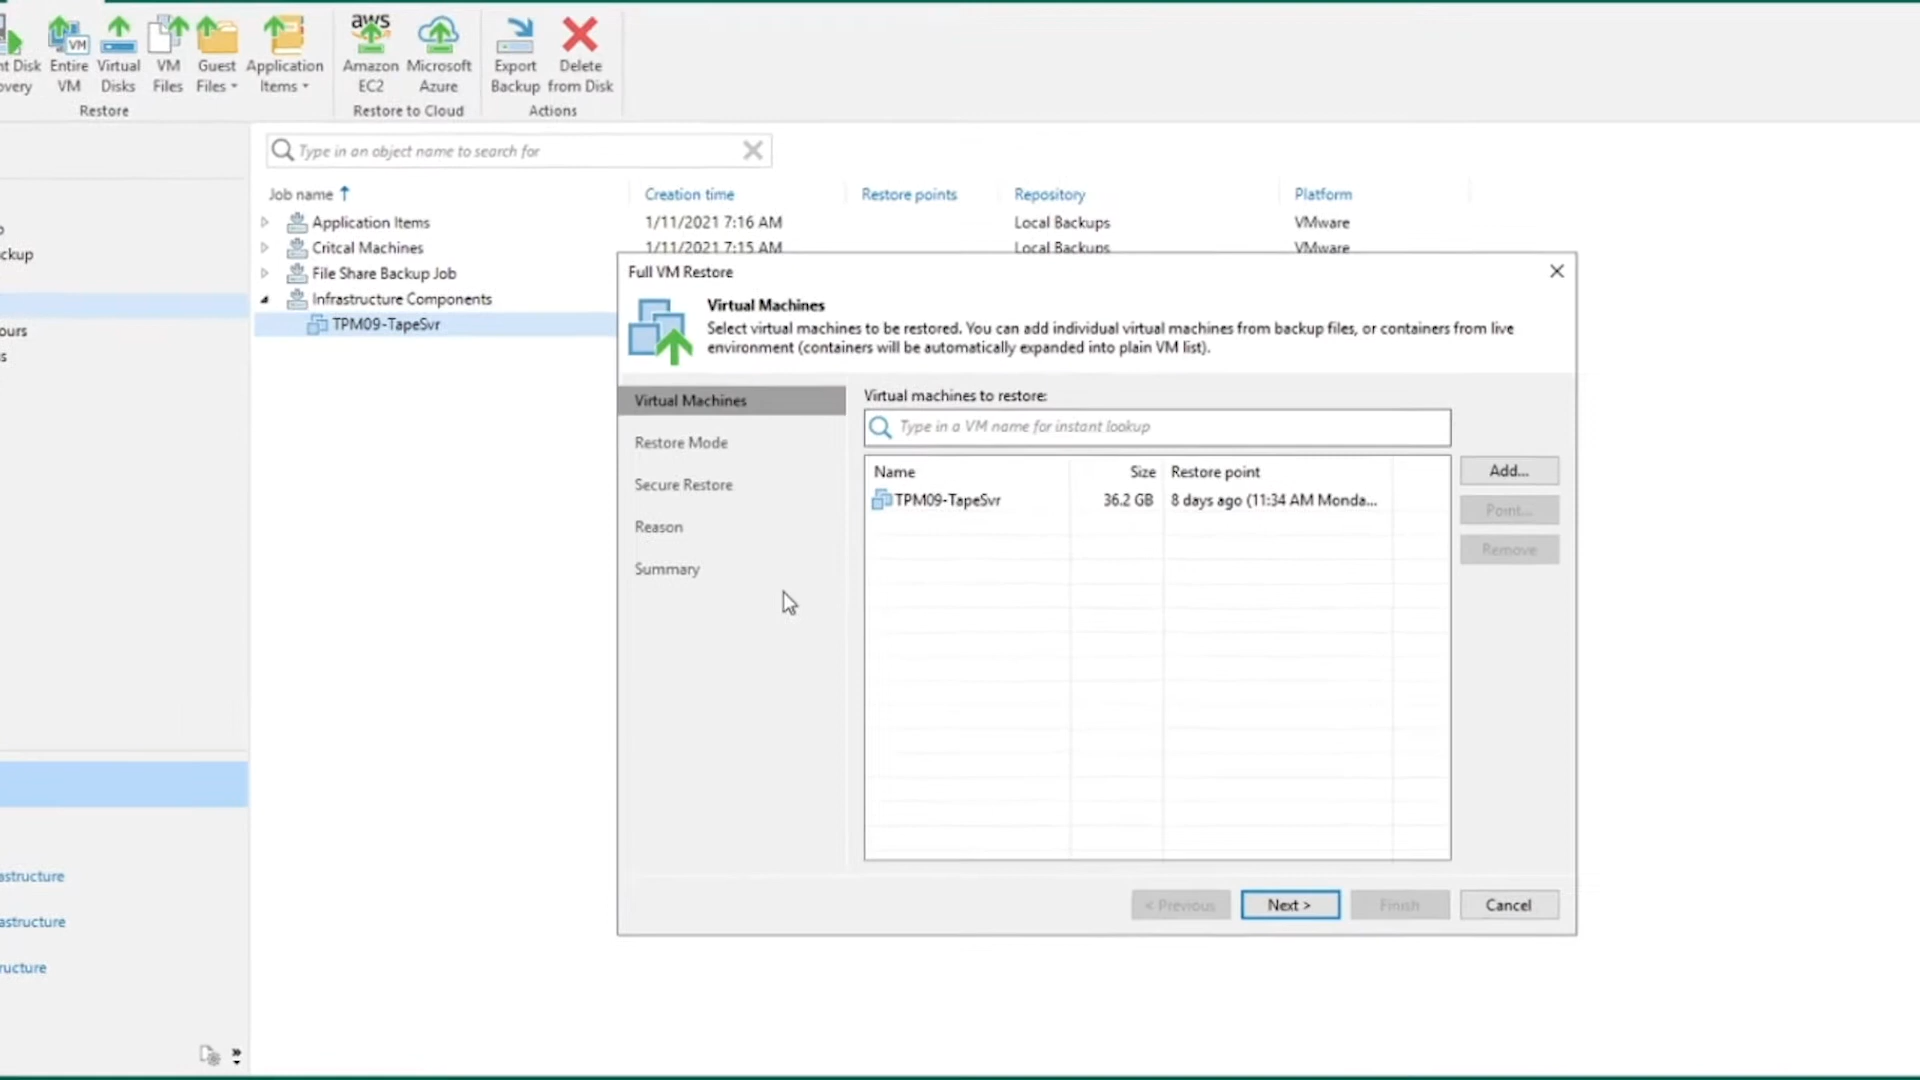 aws
VM
nt Disk
overy
Entire
VM
Virtual
Disks
VM
Files
Guest
Files
Application
Items
Restore
Amazon
EC2
Microsoft
Azure
Restore to Cloud
Export
Backup
Delete
from Disk
Actions
Type in an object name to search for
Job name Creation time Restore points Repository Platform
Application Items 1/11/2021 7:16 AM Local Backups VMware
Critcal Machines 1/11/2021 7:15 AM Local Backups VMware
File Share Backup Job
Infrastructure Components
TPM09-TapeSvr
ckup
ours
s
astructure
astructure
ructure
Full VM Restore
Virtual Machines
Select virtual machines to be restored. You can add individual virtual machines from backup files, or containers from live
environment (containers will be automatically expanded into plain VM list).
Virtual Machines
Restore Mode
Secure Restore
Reason
Summary
Virtual machines to restore:
Type in a VM name for instant lookup
Name Size Restore point
TPM09-TapeSvr 36.2 GB 8 days ago (11:34 AM Monda...
Add...
Point...
Remove
< Previous
Next >
Finish
Cancel